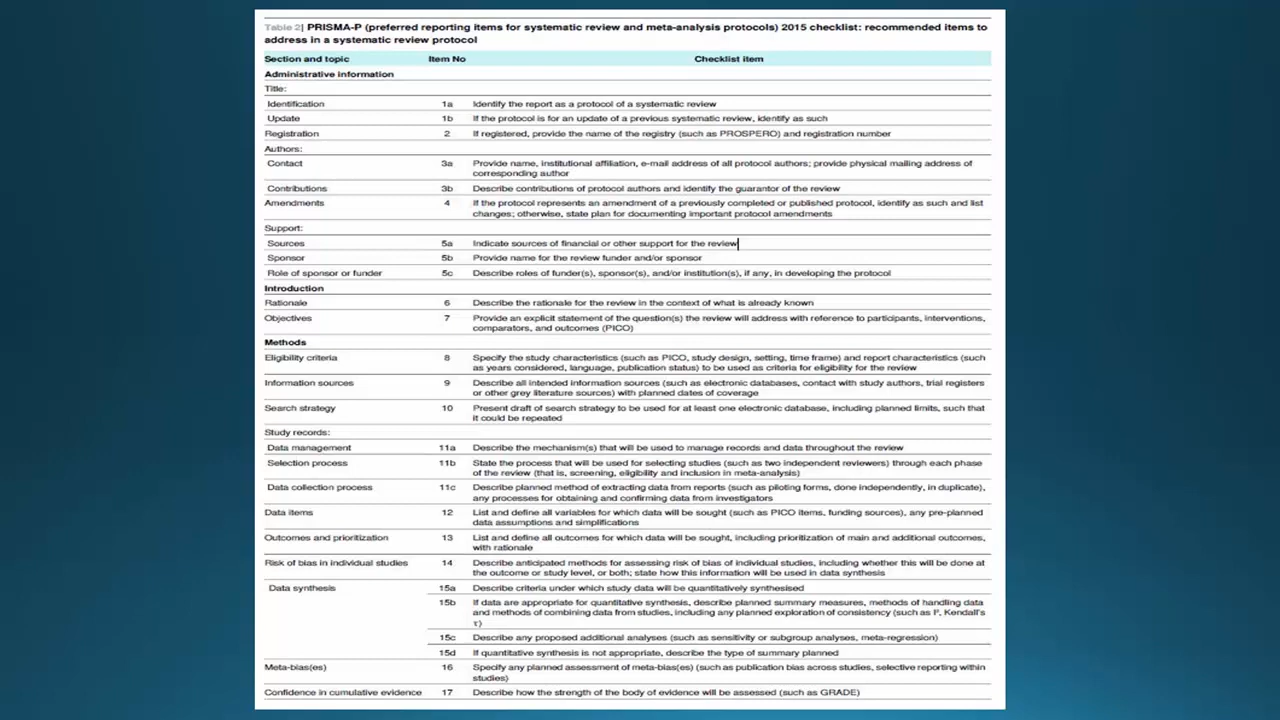 Table 2| PRISMA-P (preferred reporting items for systematic review and meta-analysis protocols) 2015 checklist: recommended items to
address in a systematic review protocol
Section and topic Item No Checklist item
Administrative information
Title:
Identification 1a Identify the report as a protocol of a systematic review
Update 1b If the protocol is for an update of a previous systematic review, identify as such
Registration 2 If registered, provide the name of the registry (such as PROSPERO) and registration number
Authors:
Contact 3a Provide name, institutional affiliation, e-mail address of all protocol authors; provide physical mailing address of
corresponding author
Contributions 3b Describe contributions of protocol authors and identify the guarantor of the review
Amendments 4 If the protocol represents an amendment of a previously completed or published protocol, identify as such and list
changes; otherwise, state plan for documenting important protocol amendments
Support:
Sources 5a Indicate sources of financial or other support for the review
Sponsor 5b Provide name for the review funder and/or sponsor
Role of sponsor or funder 5c Describe roles of funder(s), sponsor(s), and/or institution(s), if any, in developing the protocol
Introduction
Rationale 6 Describe the rationale for the review in the context of what is already known
Objectives 7 Provide an explicit statement of the question(s) the review will address with reference to participants, interventions,
comparators, and outcomes (PICO)
Methods
Eligibility criteria 8 Specify the study characteristics (such as PICO, study design, setting, time frame) and report characteristics (such
as years considered, language, publication status) to be used as criteria for eligibility for the review
Information sources 9 Describe all intended information sources (such as electronic databases, contact with study authors, trial registers
or other grey literature sources) with planned dates of coverage
Search strategy 10 Present draft of search strategy to be used for at least one electronic database, including planned limits, such that
it could be repeated
Study records:
Data management 11a Describe the mechanism(s) that will be used to manage records and data throughout the review
Selection process 11b State the process that will be used for selecting studies (such as two independent reviewers) through each phase
of the review (that is, screening, eligibility and inclusion in meta-analysis)
Data collection process 11c Describe planned method of extracting data from reports (such as piloting forms, done independently, in duplicate),
any processes for obtaining and confirming data from investigators
Data items 12 List and define all variables for which data will be sought (such as PICO items, funding sources), any pre-planned
data assumptions and simplifications
Outcomes and prioritization 13 List and define all outcomes for which data will be sought, including prioritization of main and additional outcomes,
with rationale
Risk of bias in individual studies 14 Describe anticipated methods for assessing risk of bias of individual studies, including whether this will be done at
the outcome or study level, or both; state how this information will be used in data synthesis
Data synthesis 15a Describe criteria under which study data will be quantitatively synthesised
15b If data are appropriate for quantitative synthesis, describe planned summary measures, methods of handling data
and methods of combining data from studies, including any planned exploration of consistency (such as I², Kendall's
τ)
15c Describe any proposed additional analyses (such as sensitivity or subgroup analyses, meta-regression)
15d If quantitative synthesis is not appropriate, describe the type of summary planned
Meta-bias(es) 16 Specify any planned assessment of meta-bias(es) (such as publication bias across studies, selective reporting within
studies)
Confidence in cumulative evidence 17 Describe how the strength of the body of evidence will be assessed (such as GRADE)